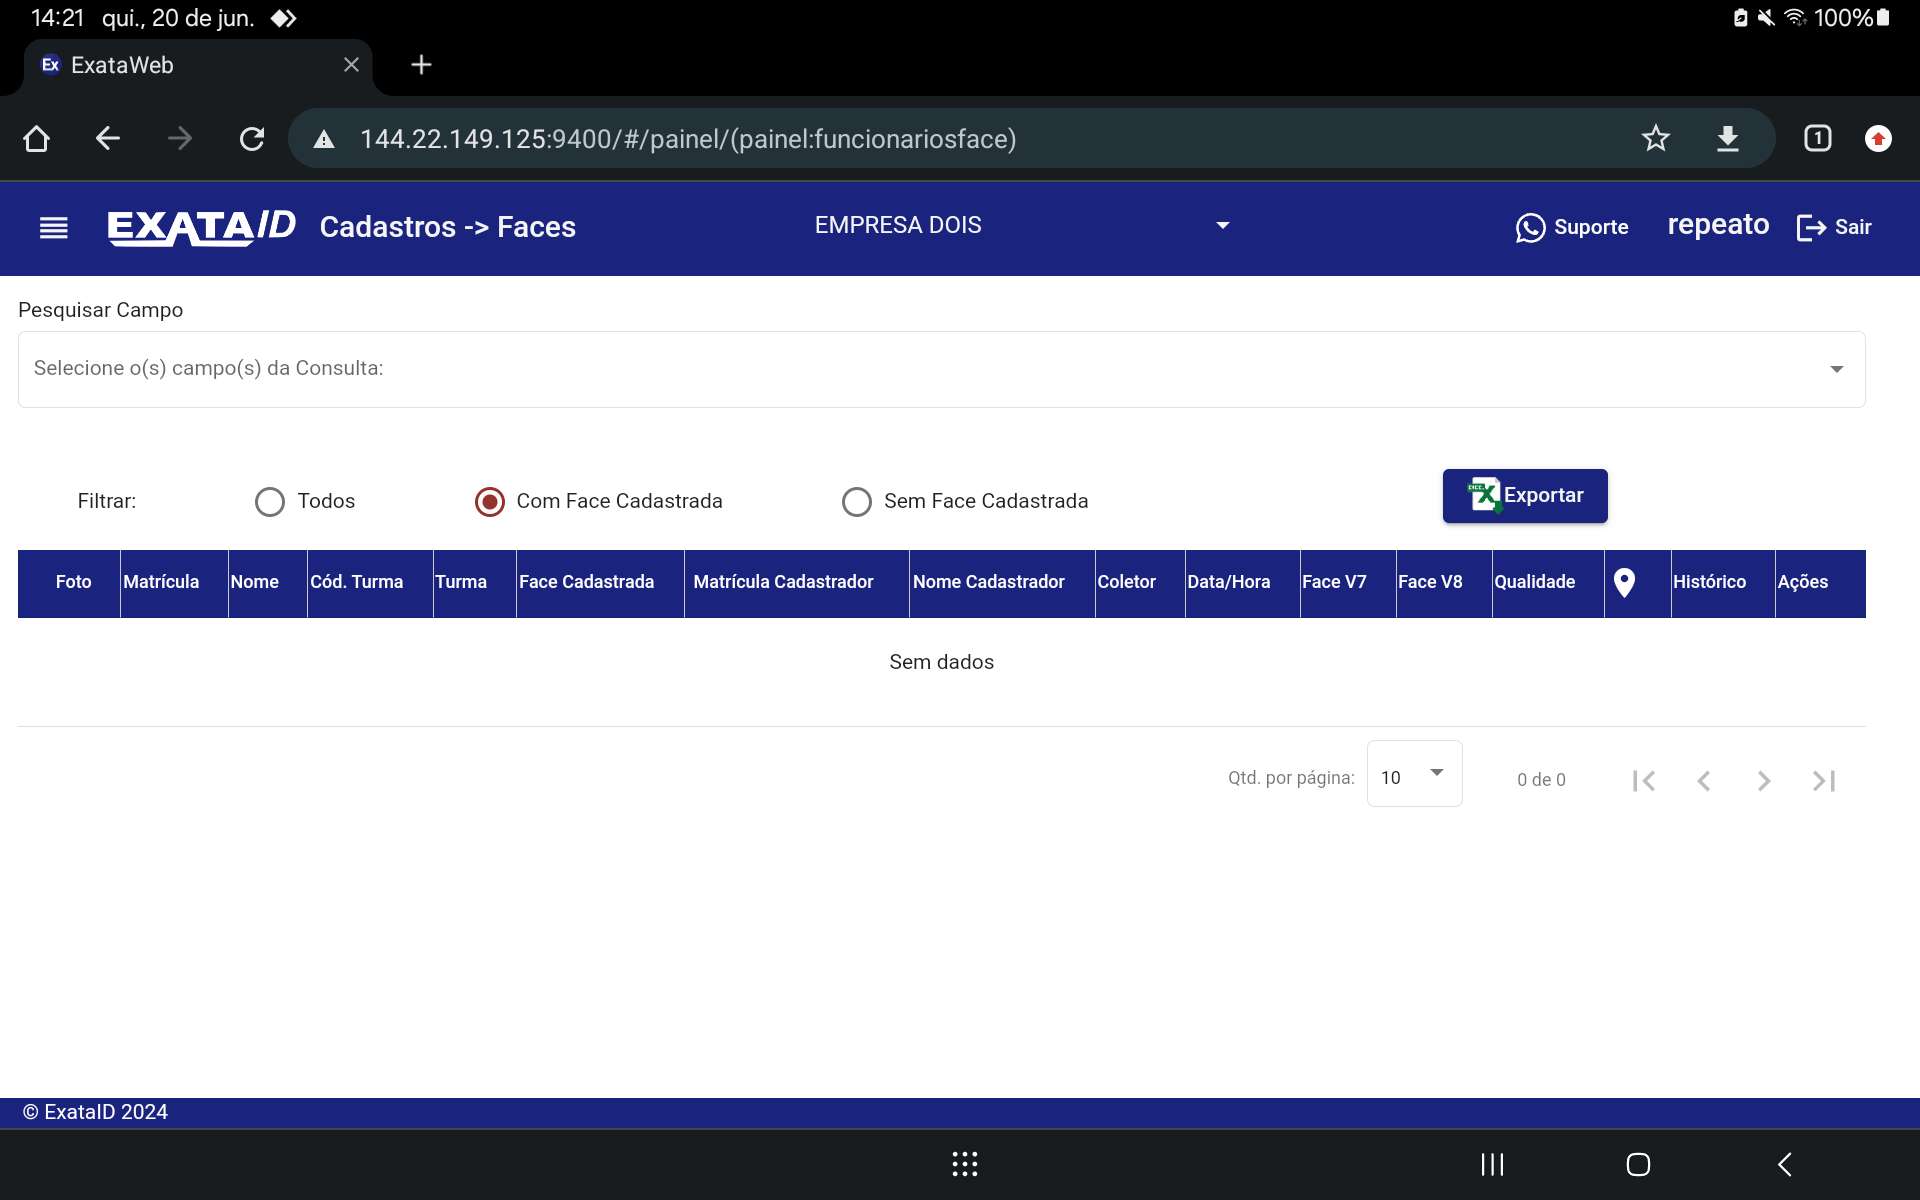 14:21 qui., 20 de jun. 100%
Ex ExataWeb
144.22.149.125:9400/#/painel/(painel:funcionariosface) 1
EXATAID Cadastros -> Faces EMPRESA DOIS Suporte repeato Sair
Pesquisar Campo
Selecione o(s) campo(s) da Consulta:
Filtrar: Todos Com Face Cadastrada Sem Face Cadastrada Exportar
Foto Matrícula Nome Cód. Turma Turma Face Cadastrada Matrícula Cadastrador Nome Cadastrador Coletor Data/Hora Face V7 Face V8 Qualidade Histórico Ações
Sem dados
Qtd. por página: 10 0 de 0
© ExataID 2024